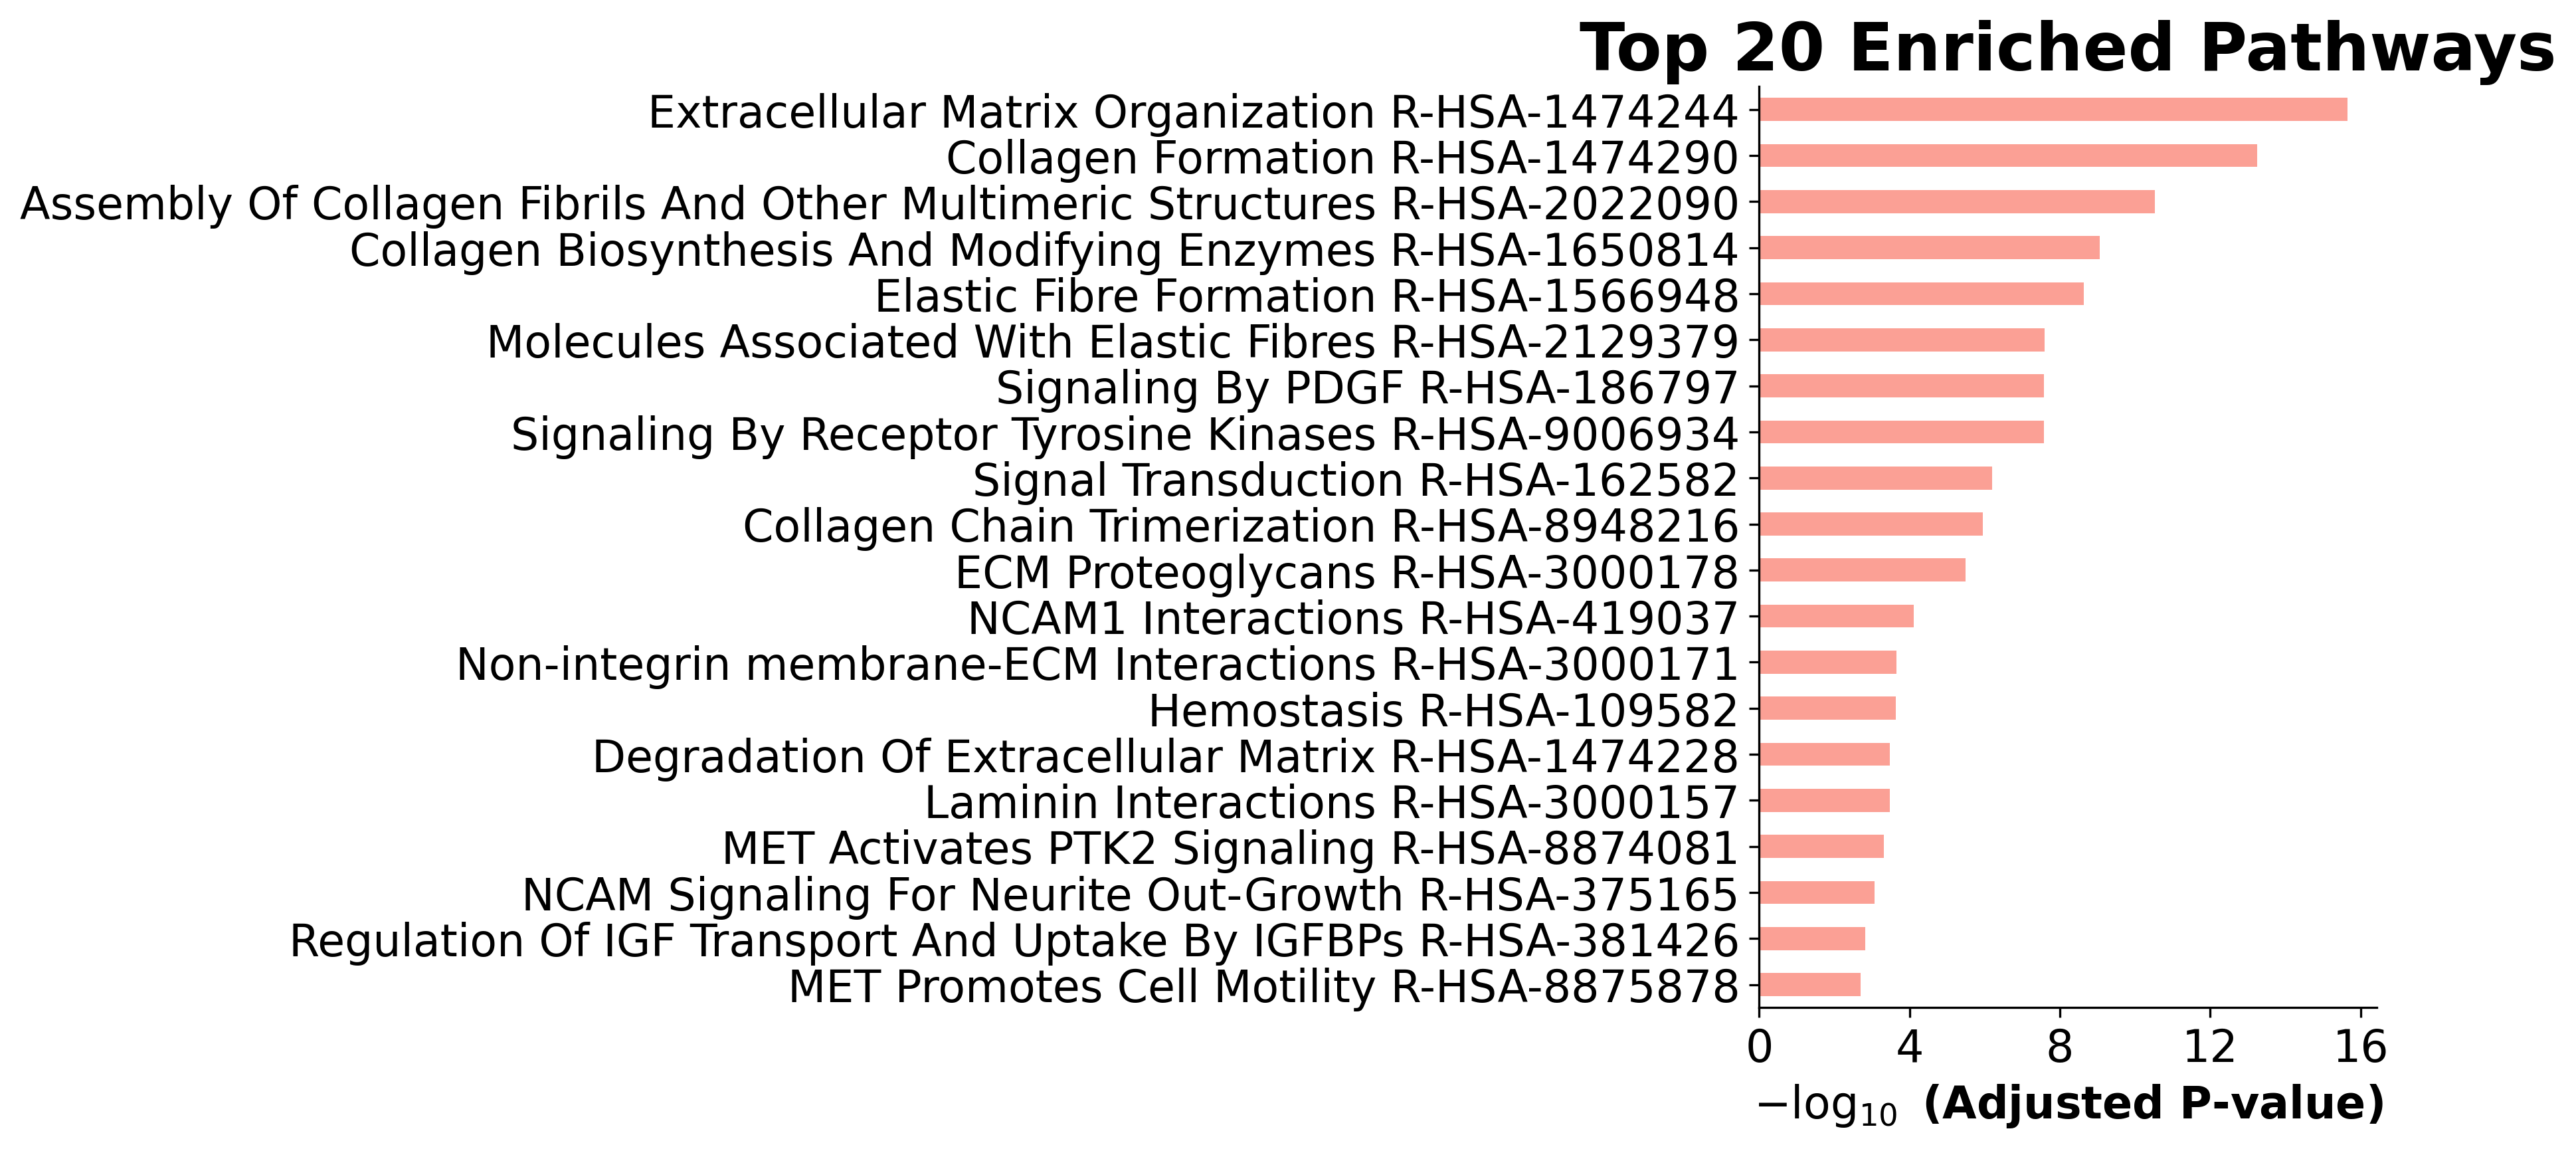 Top 20 Enriched Pathways
Extracellular Matrix Organization R-HSA-1474244
Collagen Formation R-HSA-1474290
Assembly Of Collagen Fibrils And Other Multimeric Structures R-HSA-2022090
Collagen Biosynthesis And Modifying Enzymes R-HSA-1650814
Elastic Fibre Formation R-HSA-1566948
Molecules Associated With Elastic Fibres R-HSA-2129379
Signaling By PDGF R-HSA-186797
Signaling By Receptor Tyrosine Kinases R-HSA-9006934
Signal Transduction R-HSA-162582
Collagen Chain Trimerization R-HSA-8948216
ECM Proteoglycans R-HSA-3000178
NCAM1 Interactions R-HSA-419037
Non-integrin membrane-ECM Interactions R-HSA-3000171
Hemostasis R-HSA-109582
Degradation Of Extracellular Matrix R-HSA-1474228
Laminin Interactions R-HSA-3000157
MET Activates PTK2 Signaling R-HSA-8874081
NCAM Signaling For Neurite Out-Growth R-HSA-375165
Regulation Of IGF Transport And Uptake By IGFBPs R-HSA-381426
MET Promotes Cell Motility R-HSA-8875878
0 4 8 12 16
−log₁₀ (Adjusted P-value)